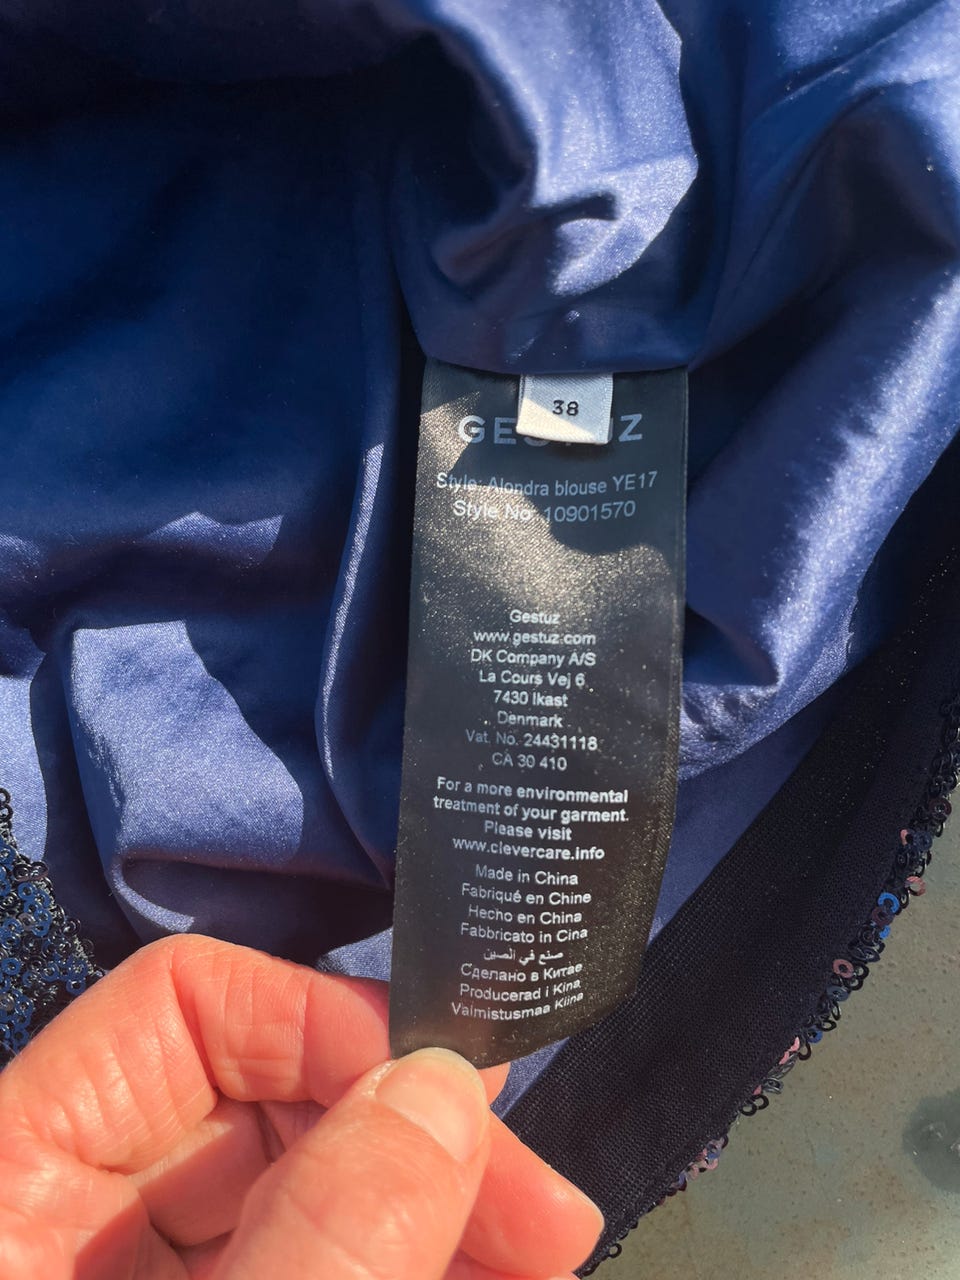 38
GESTUZ
Style: Alondra blouse YE17
Style No: 10901570
Gestuz
www.gestuz.com
DK Company A/S
La Cours Vej 6
7430 Ikast
Denmark
Vat. No. 24431118
CA 30 410
For a more environmental
treatment of your garment.
Please visit
www.clevercare.info
Made in China
Fabriqué en Chine
Hecho en China
Fabbricato in Cina
صنع في الصين
Сделано в Китае
Producerad i Kina
Valmistusmaa Kiina